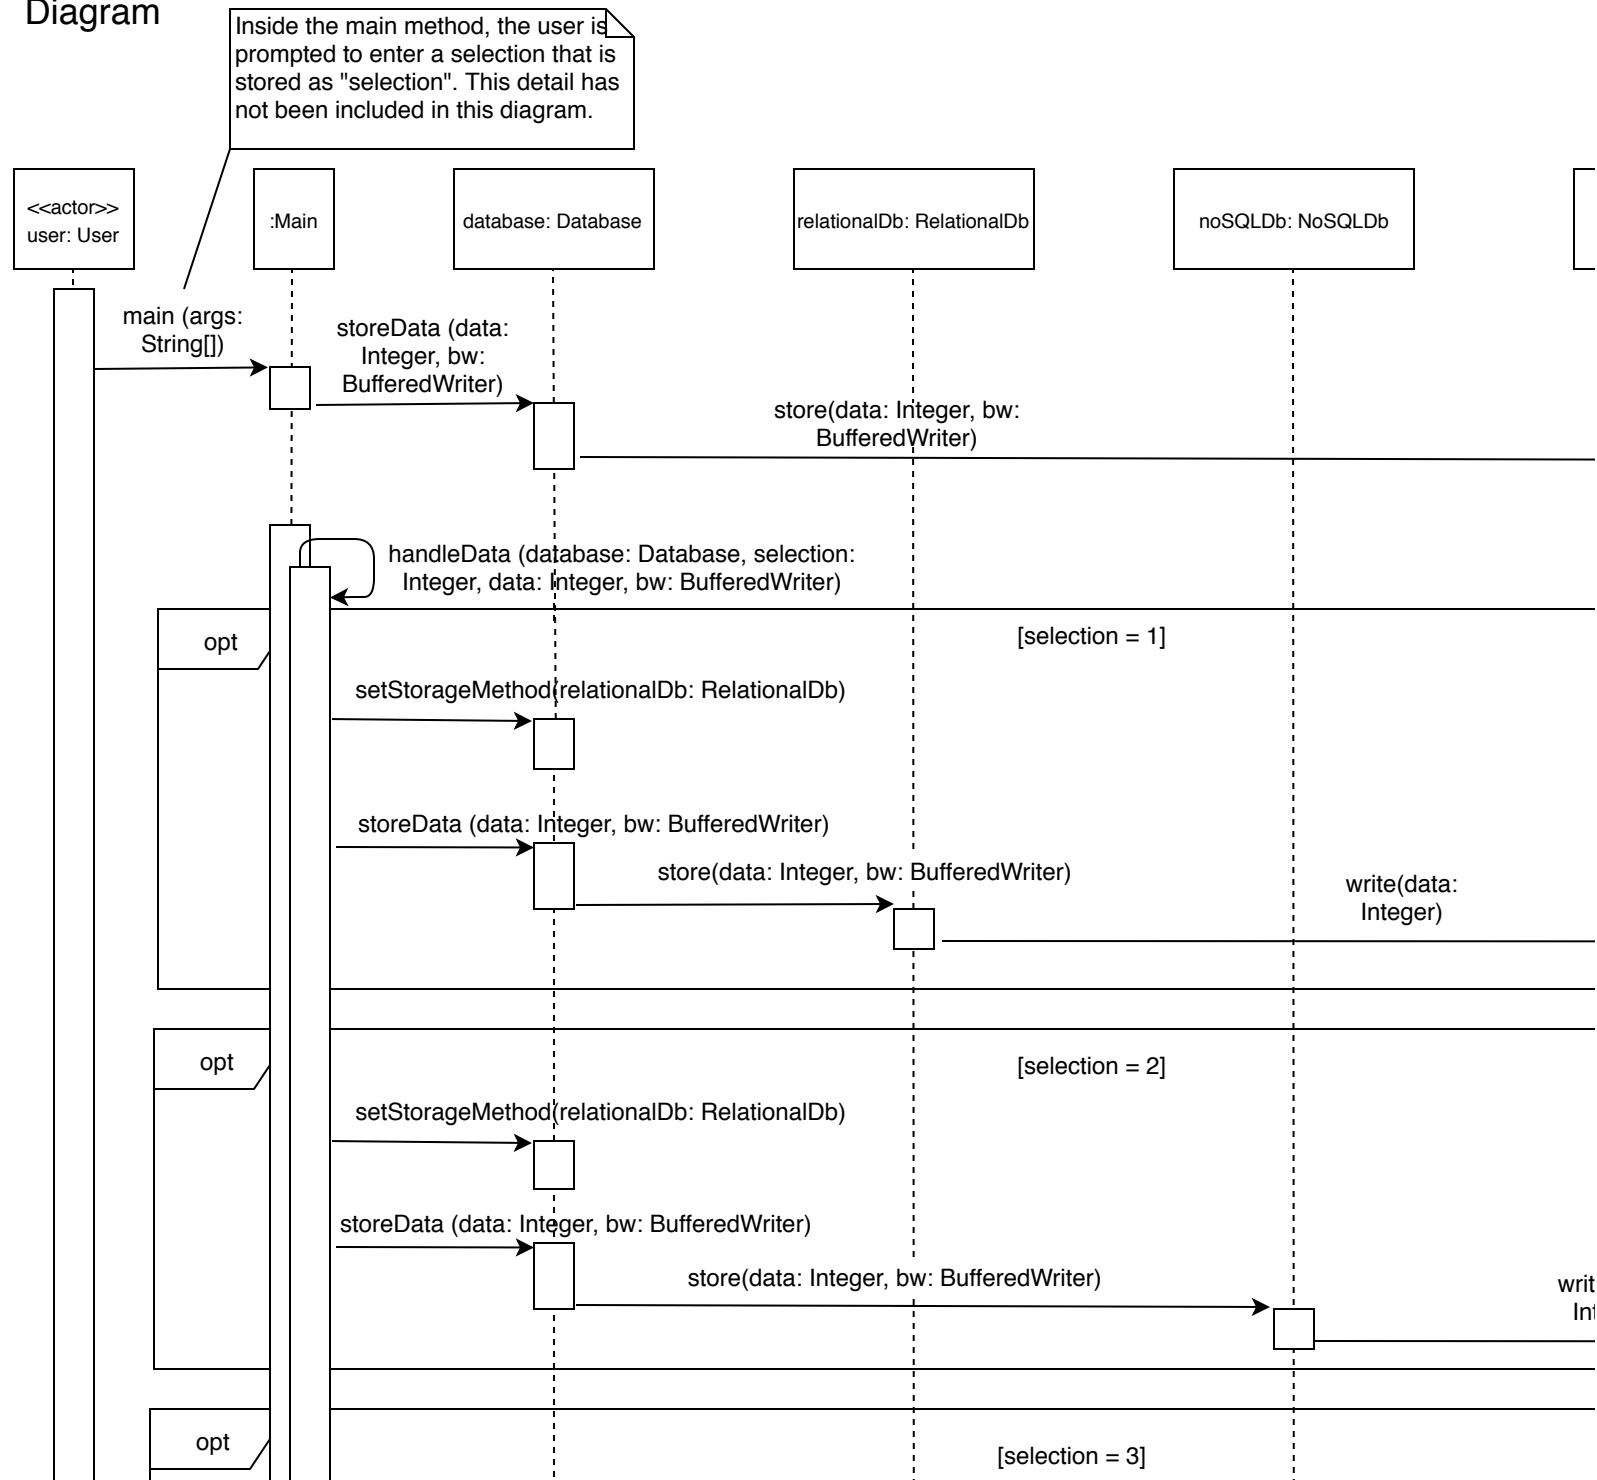 Diagram
Inside the main method, the user is
prompted to enter a selection that is
stored as "selection". This detail has
not been included in this diagram.
<<actor>>
user: User
:Main
database: Database
relationalDb: RelationalDb
noSQLDb: NoSQLDb
main (args:
String[])
storeData (data:
Integer, bw:
BufferedWriter)
store(data: Integer, bw:
BufferedWriter)
handleData (database: Database, selection:
Integer, data: Integer, bw: BufferedWriter)
opt
[selection = 1]
setStorageMethod(relationalDb: RelationalDb)
storeData (data: Integer, bw: BufferedWriter)
store(data: Integer, bw: BufferedWriter)
write(data:
Integer)
opt
[selection = 2]
setStorageMethod(relationalDb: RelationalDb)
storeData (data: Integer, bw: BufferedWriter)
store(data: Integer, bw: BufferedWriter)
opt
[selection = 3]